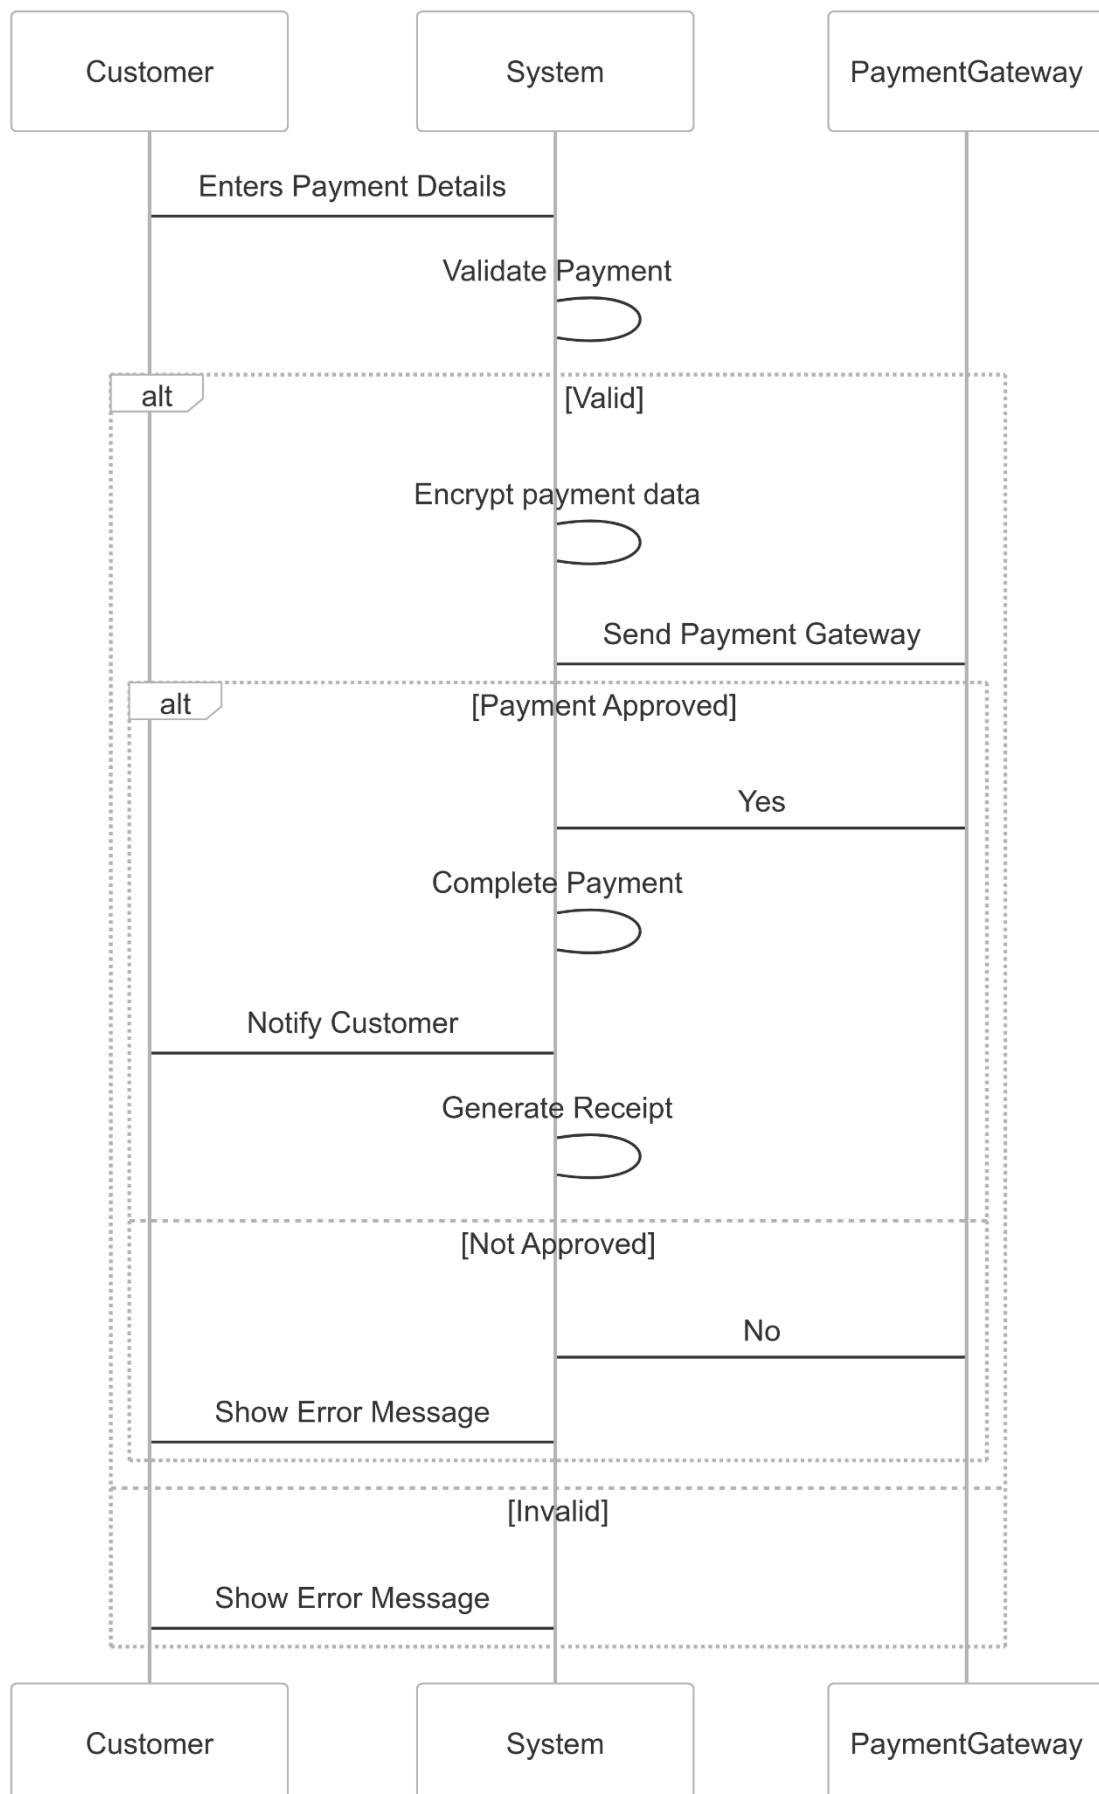 Customer
System
PaymentGateway
Enters Payment Details
Validate Payment
alt
[Valid]
Encrypt payment data
Send Payment Gateway
alt
[Payment Approved]
Yes
Complete Payment
Notify Customer
Generate Receipt
[Not Approved]
No
Show Error Message
[Invalid]
Show Error Message
Customer
System
PaymentGateway